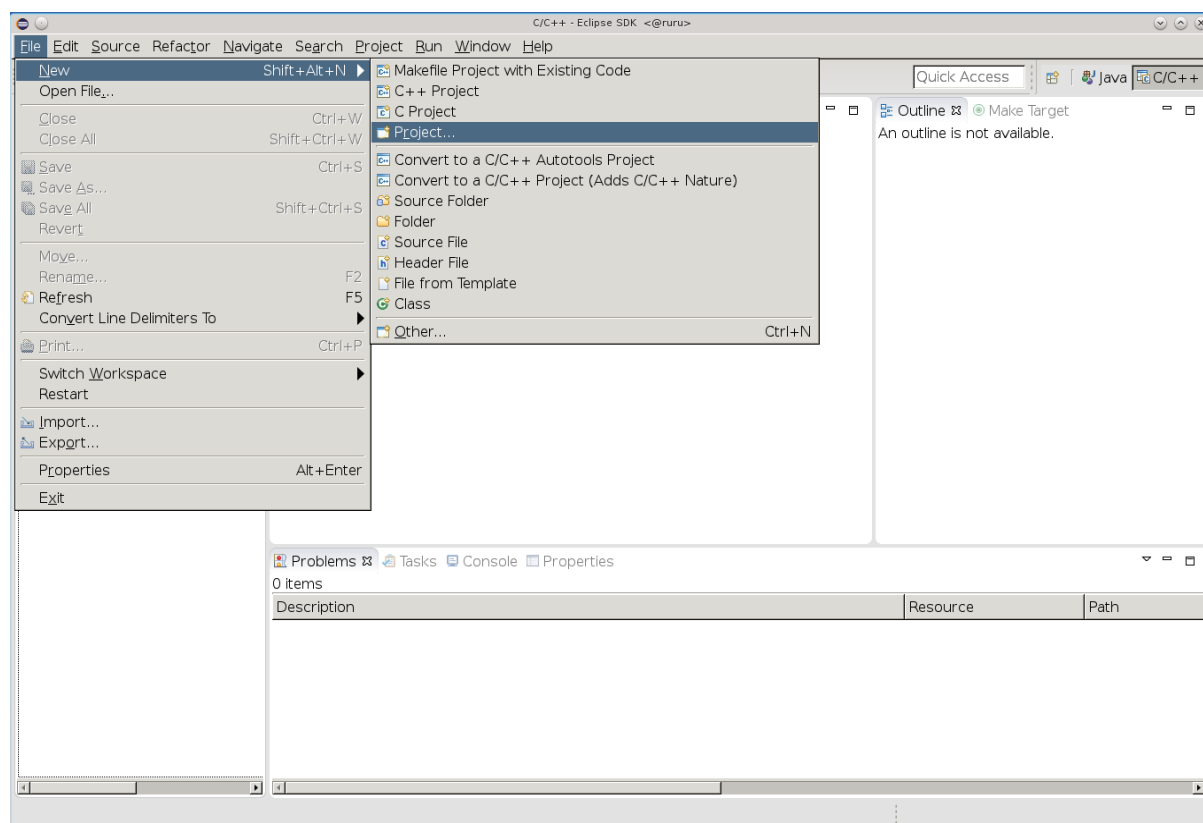 C/C++ - Eclipse SDK <@ruru>
File Edit Source Refactor Navigate Search Project Run Window Help
Quick Access Java C/C++
New Shift+Alt+N
Open File...
Close Ctrl+W
Close All Shift+Ctrl+W
Save Ctrl+S
Save As...
Save All Shift+Ctrl+S
Revert
Move...
Rename... F2
Refresh F5
Convert Line Delimiters To
Print... Ctrl+P
Switch Workspace
Restart
Import...
Export...
Properties Alt+Enter
Exit
Makefile Project with Existing Code
C++ Project
C Project
Project...
Convert to a C/C++ Autotools Project
Convert to a C/C++ Project (Adds C/C++ Nature)
Source Folder
Folder
Source File
Header File
File from Template
Class
Other... Ctrl+N
Outline Make Target
An outline is not available.
Problems Tasks Console Properties
0 items
Description Resource Path